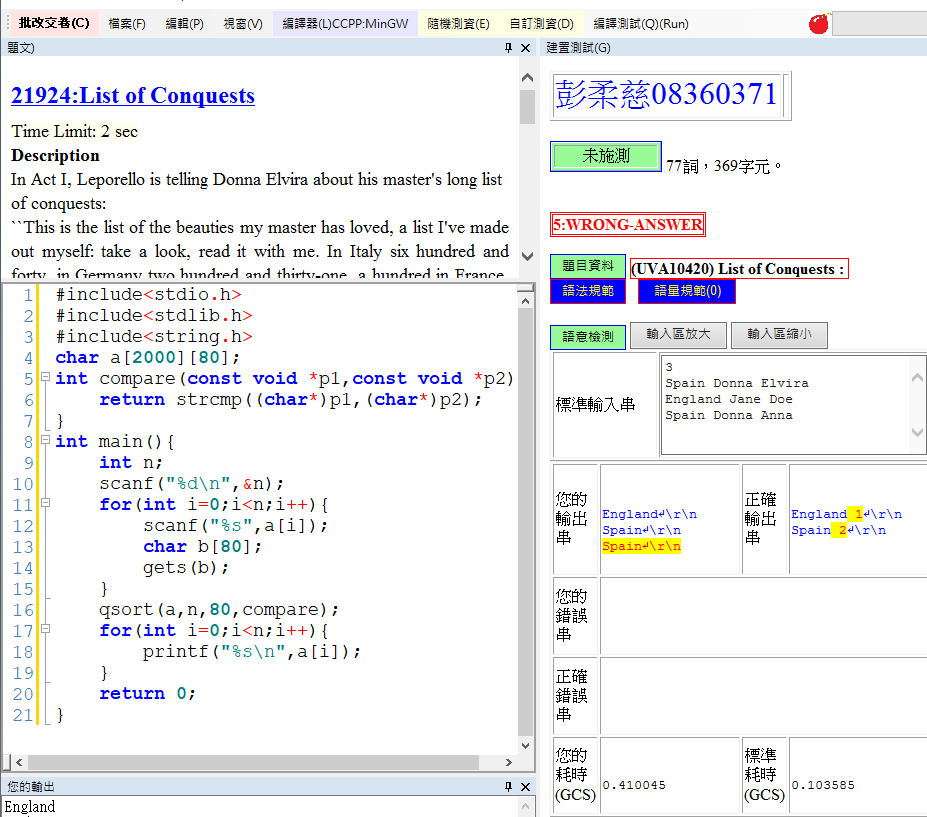 批改交卷(C) 檔案(F) 編輯(P) 視窗(V) 編譯器(L)CCPP:MinGW 隨機測資(E) 自訂測資(D) 編譯測試(Q)(Run)
題文)
21924:List of Conquests
Time Limit: 2 sec
Description
In Act I, Leporello is telling Donna Elvira about his master's long list
of conquests:
``This is the list of the beauties my master has loved, a list I've made
out myself: take a look, read it with me. In Italy six hundred and
forty, in Germany two hundred and thirty-one, a hundred in France,
1 #include<stdio.h>
2 #include<stdlib.h>
3 #include<string.h>
4 char a[2000][80];
5 int compare(const void *p1,const void *p2)
6 return strcmp((char*)p1,(char*)p2);
7 }
8 int main(){
9 int n;
10 scanf("%d\n",&n);
11 for(int i=0;i<n;i++){
12 scanf("%s",a[i]);
13 char b[80];
14 gets(b);
15 }
16 qsort(a,n,80,compare);
17 for(int i=0;i<n;i++){
18 printf("%s\n",a[i]);
19 }
20 return 0;
21 }
您的輸出
England
建置測試(G)
彭柔慈08360371
未施測 77詞，369字元。
5:WRONG-ANSWER
題目資料 (UVA10420) List of Conquests :
語法規範 語量規範(0)
語意檢測 輸入區放大 輸入區縮小
標準輸入串
3
Spain Donna Elvira
England Jane Doe
Spain Donna Anna
您的
輸出
串
England↵\r\n
Spain↵\r\n
Spain↵\r\n
正確
輸出
串
England 1↵\r\n
Spain 2↵\r\n
您的
錯誤
串
正確
錯誤
串
您的
耗時
(GCS)
0.410045
標準
耗時
(GCS)
0.103585